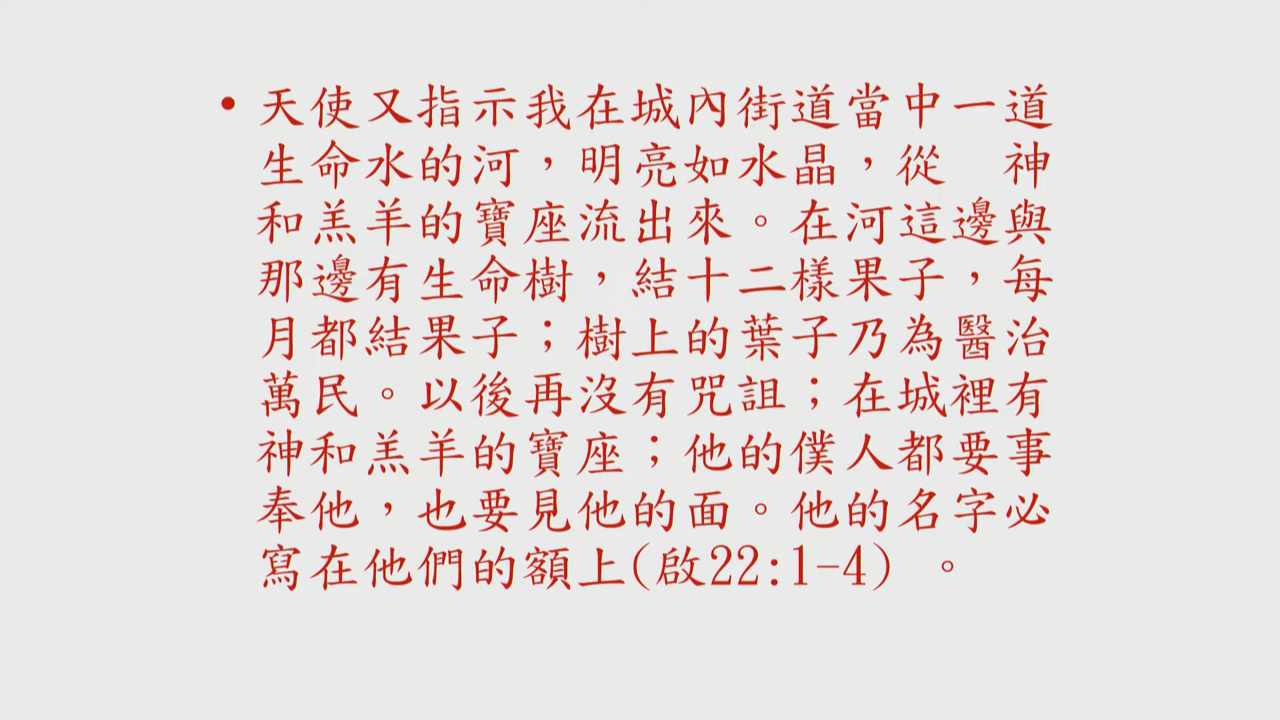 • 天使又指示我在城內街道當中一道
生命水的河，明亮如水晶，從　神
和羔羊的寶座流出來。在河這邊與
那邊有生命樹，結十二樣果子，每
月都結果子；樹上的葉子乃為醫治
萬民。以後再沒有咒詛；在城裡有
神和羔羊的寶座；他的僕人都要事
奉他，也要見他的面。他的名字必
寫在他們的額上(啟22:1-4) 。